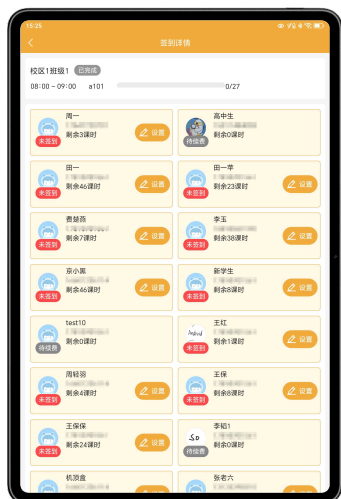 15:25
签到详情
校区1班级1 已完成
08:00 - 09:00 a101 0/27
周一
剩余3课时
未签到
设置
高中生
剩余0课时
待续费
田一
剩余46课时
未签到
设置
田一苹
剩余23课时
未签到
设置
费楚燕
剩余7课时
未签到
设置
李玉
剩余38课时
未签到
设置
京小黑
剩余46课时
未签到
设置
新学生
剩余8课时
未签到
设置
test10
剩余0课时
待续费
王红
剩余1课时
未签到
设置
周轻羽
剩余4课时
未签到
设置
王保
剩余8课时
未签到
设置
王保保
剩余24课时
未签到
设置
李韬1
剩余0课时
待续费
机顶盒
设置
张老六
设置